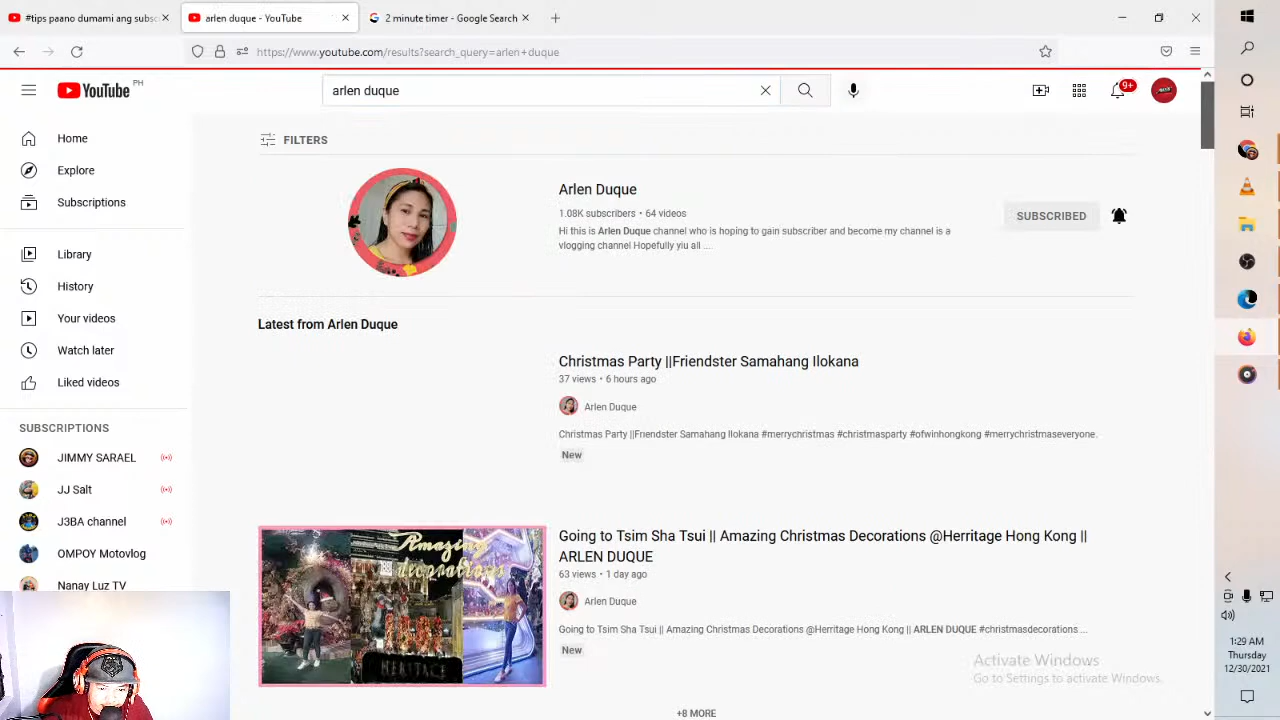 #tips paano dumami ang subsc
arlen duque - YouTube
2 minute timer - Google Search
https://www.youtube.com/results?search_query=arlen+duque
YouTube PH
arlen duque
9+
Home
Explore
Subscriptions
Library
History
Your videos
Watch later
Liked videos
SUBSCRIPTIONS
JIMMY SARAEL
JJ Salt
J3BA channel
OMPOY Motovlog
Nanay Luz TV
FILTERS
Arlen Duque
1.08K subscribers • 64 videos
Hi this is Arlen Duque channel who is hoping to gain subscriber and become my channel is a
vlogging channel Hopefully yiu all ....
SUBSCRIBED
Latest from Arlen Duque
Christmas Party ||Friendster Samahang Ilokana
37 views • 6 hours ago
Arlen Duque
Christmas Party ||Friendster Samahang Ilokana #merrychristmas #christmasparty #ofwinhongkong #merrychristmaseveryone.
New
Amazing
decorations
HERITAGE
Going to Tsim Sha Tsui || Amazing Christmas Decorations @Herritage Hong Kong ||
ARLEN DUQUE
63 views • 1 day ago
Arlen Duque
Going to Tsim Sha Tsui || Amazing Christmas Decorations @Herritage Hong Kong || ARLEN DUQUE #christmasdecorations ...
New
+8 MORE
Activate Windows
Go to Settings to activate Windows.
1:29 AM
Thursday
12/30/2021